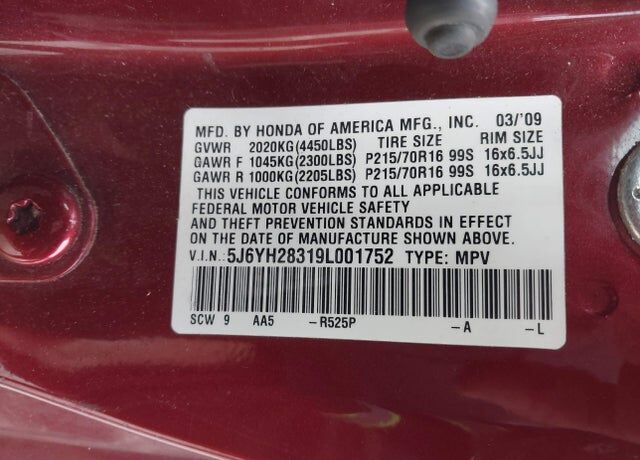 MFD. BY HONDA OF AMERICA MFG., INC. 03/'09
GVWR 2020KG(4450LBS) TIRE SIZE RIM SIZE
GAWR F 1045KG(2300LBS) P215/70R16 99S 16x6.5JJ
GAWR R 1000KG(2205LBS) P215/70R16 99S 16x6.5JJ
THIS VEHICLE CONFORMS TO ALL APPLICABLE
FEDERAL MOTOR VEHICLE SAFETY
AND THEFT PREVENTION STANDARDS IN EFFECT
ON THE DATE OF MANUFACTURE SHOWN ABOVE.
V.I.N.:5J6YH28319L001752 TYPE: MPV
SCW 9 AA5 -R525P -A -L